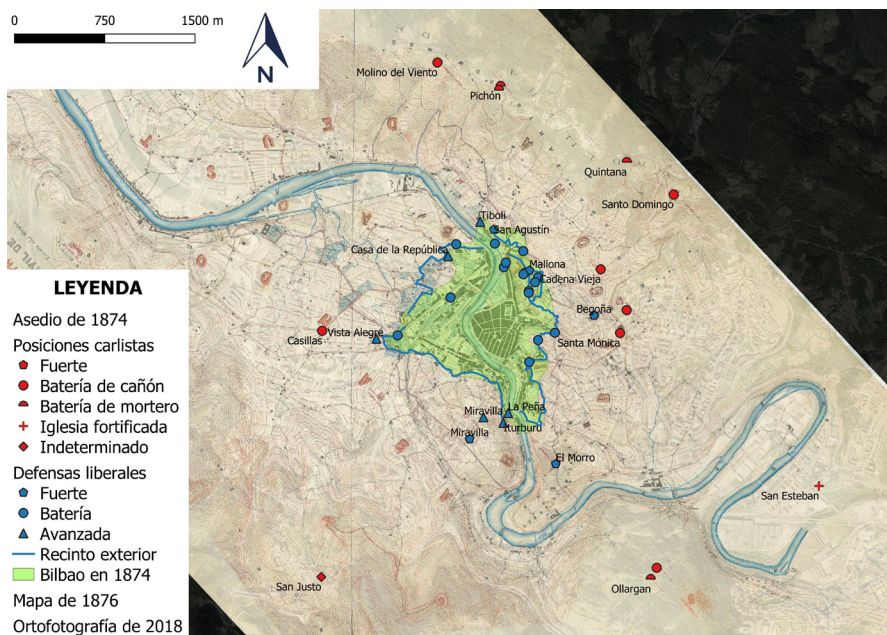 0 750 1500 m
N
Molino del Viento
Pichón
Quintana
Santo Domingo
Tiboli
San Agustín
Casa de la República
Mallona
Cadena Vieja
Begoña
Vista Alegre
Casillas
Santa Mónica
La Peña
Miravilla
Iturburu
Miravilla
El Morro
San Esteban
San Justo
Ollargan
LEYENDA
Asedio de 1874
Posiciones carlistas
Fuerte
Batería de cañón
Batería de mortero
Iglesia fortificada
Indeterminado
Defensas liberales
Fuerte
Batería
Avanzada
Recinto exterior
Bilbao en 1874
Mapa de 1876
Ortofotografía de 2018